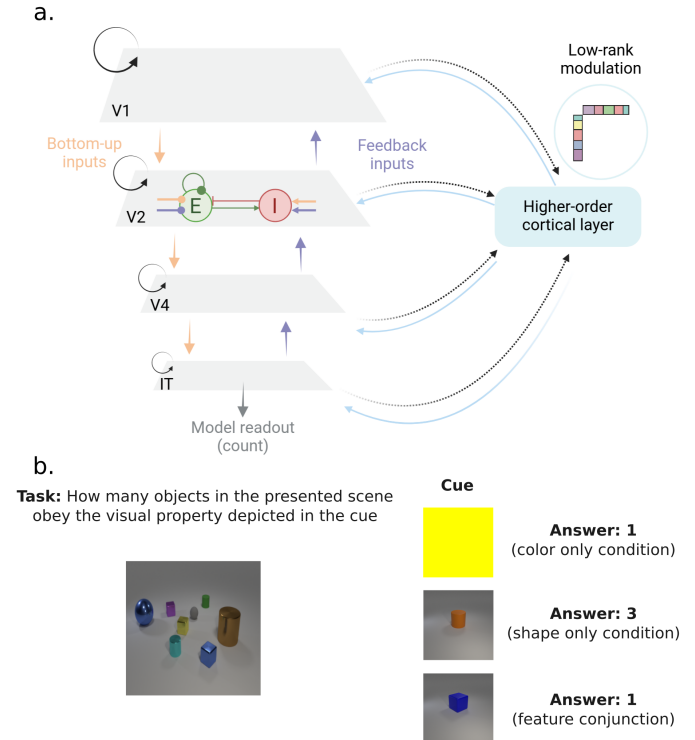 a.
Low-rank
modulation
V1
Bottom-up
inputs
Feedback
inputs
V2
E
I
Higher-order
cortical layer
V4
IT
Model readout
(count)
b.
Task: How many objects in the presented scene
obey the visual property depicted in the cue
Cue
Answer: 1
(color only condition)
Answer: 3
(shape only condition)
Answer: 1
(feature conjunction)